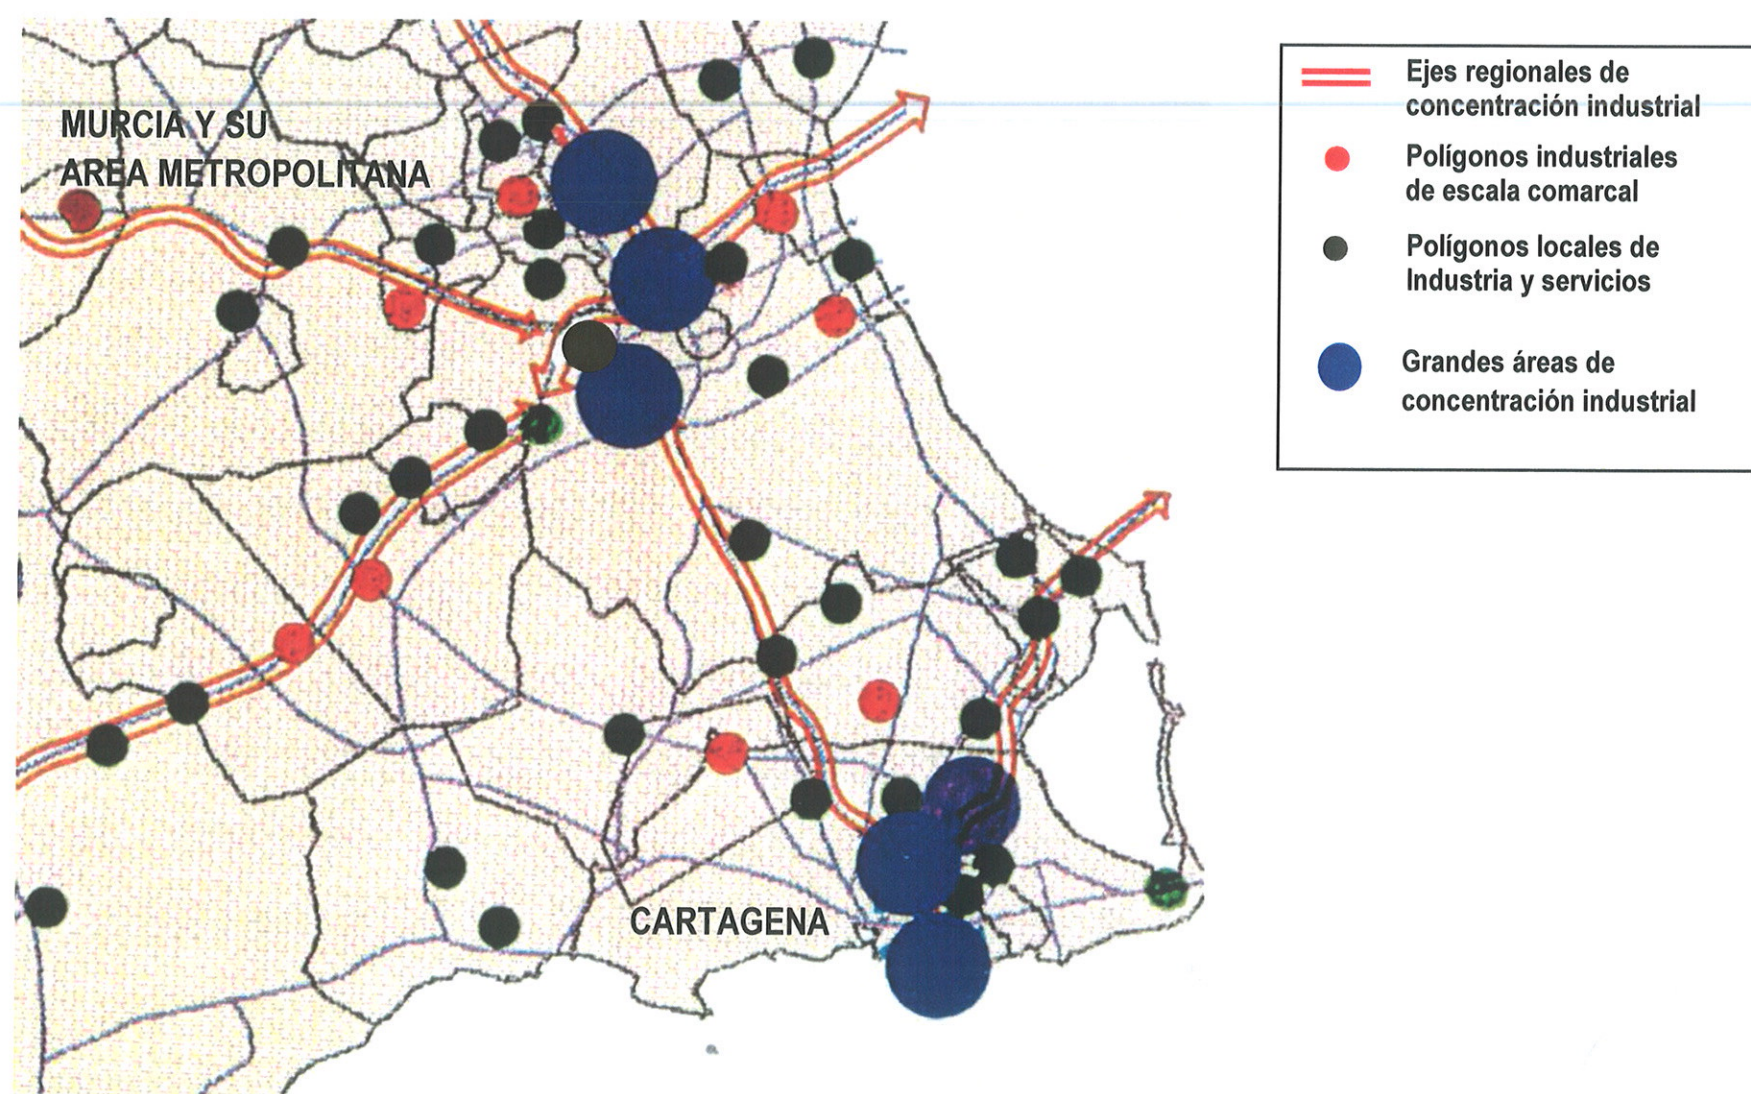 MURCIA Y SU
AREA METROPOLITANA
CARTAGENA
Ejes regionales de
concentración industrial
Polígonos industriales
de escala comarcal
Polígonos locales de
Industria y servicios
Grandes áreas de
concentración industrial